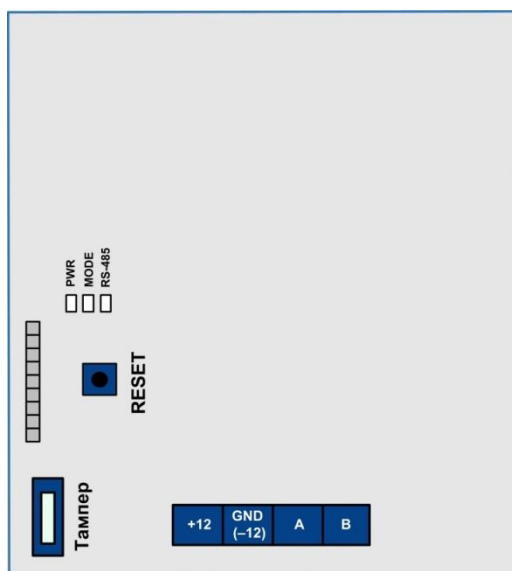 PWR
MODE
RS-485
RESET
Тампер
+12
GND
(–12)
A
B